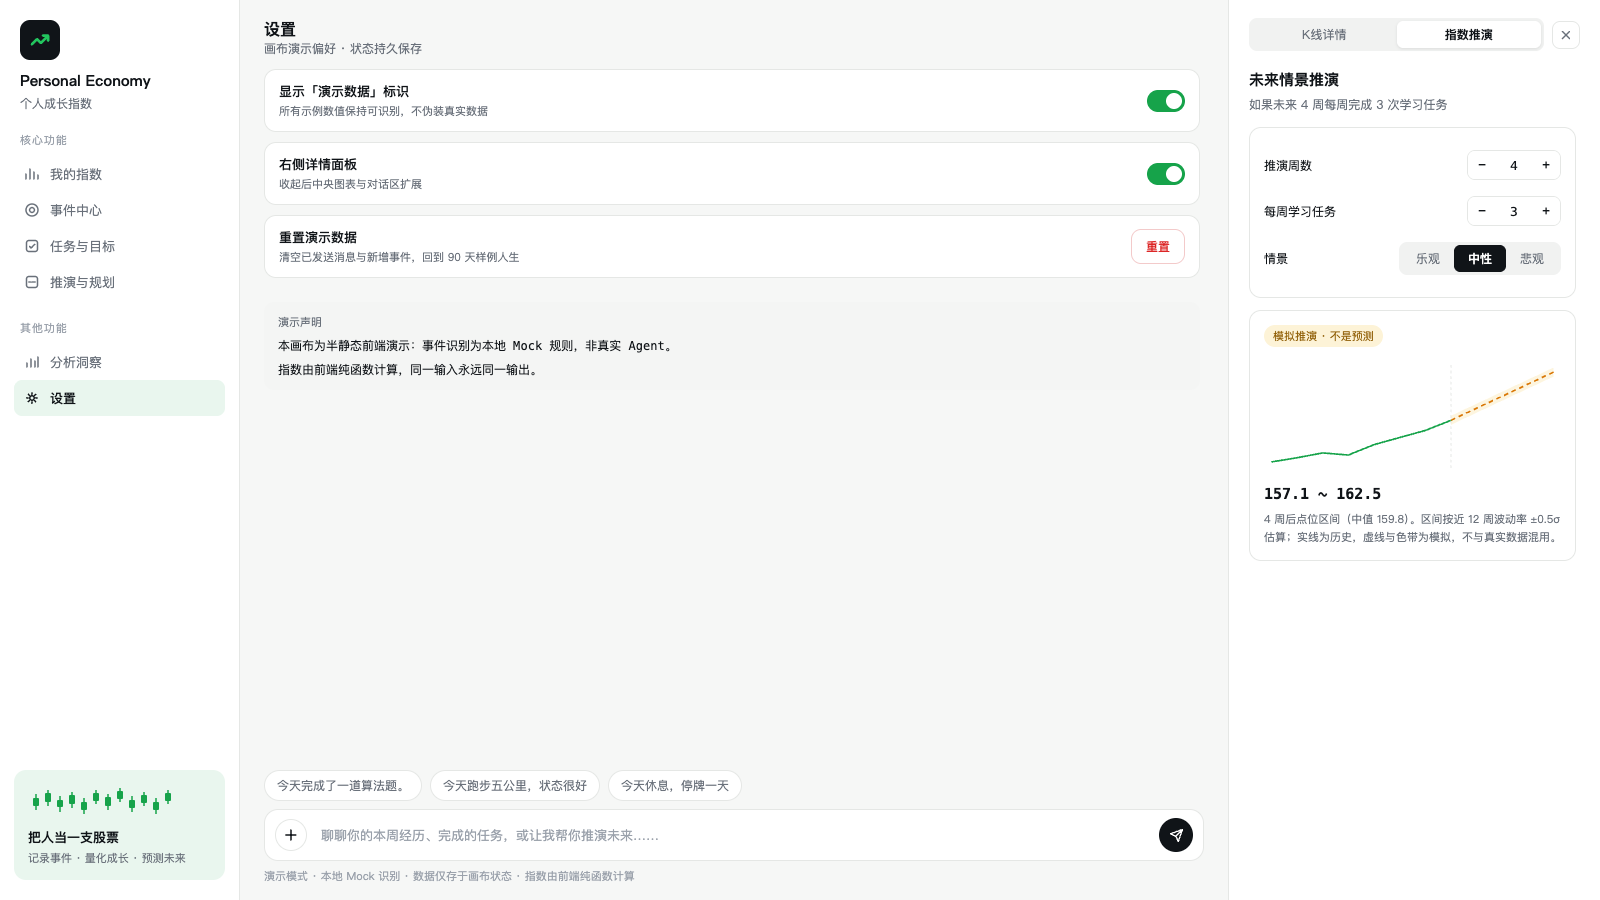 Personal Economy
个人成长指数
核心功能
我的指数
事件中心
任务与目标
推演与规划
其他功能
分析洞察
设置
把人当一支股票
记录事件 · 量化成长 · 预测未来
设置
画布演示偏好 · 状态持久保存
显示「演示数据」标识
所有示例数值保持可识别，不伪装真实数据
右侧详情面板
收起后中央图表与对话区扩展
重置演示数据
清空已发送消息与新增事件，回到 90 天样例人生
重置
演示声明
本画布为半静态前端演示：事件识别为本地 Mock 规则，非真实 Agent。
指数由前端纯函数计算，同一输入永远同一输出。
今天完成了一道算法题。
今天跑步五公里，状态很好
今天休息，停牌一天
聊聊你的本周经历、完成的任务，或让我帮你推演未来……
演示模式 · 本地 Mock 识别 · 数据仅存于画布状态 · 指数由前端纯函数计算
K线详情
指数推演
未来情景推演
如果未来 4 周每周完成 3 次学习任务
推演周数
− 4 +
每周学习任务
− 3 +
情景
乐观 中性 悲观
模拟推演 · 不是预测
157.1 ~ 162.5
4 周后点位区间（中值 159.8）。区间按近 12 周波动率 ±0.5σ
估算；实线为历史，虚线与色带为模拟，不与真实数据混用。